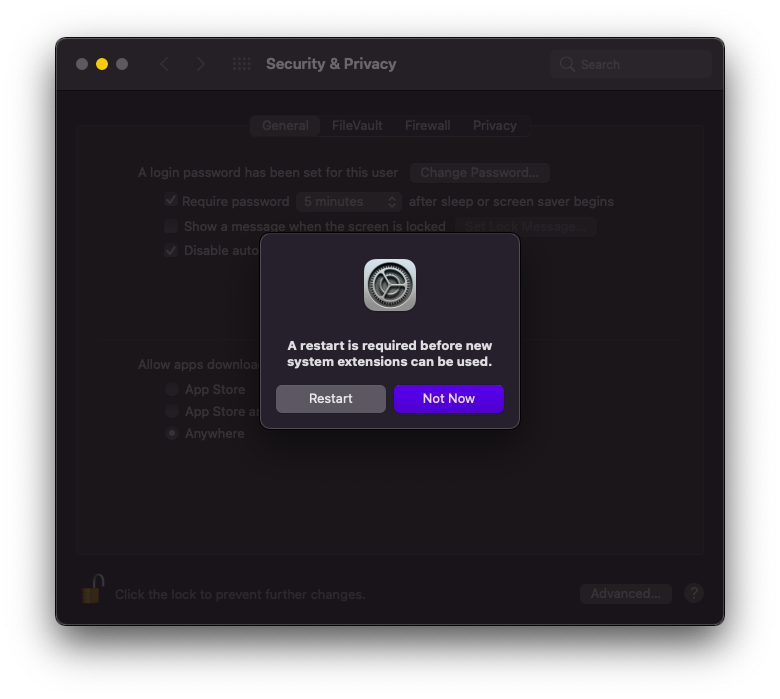 Security & Privacy
Search
General FileVault Firewall Privacy
A login password has been set for this user Change Password...
Require password 5 minutes after sleep or screen saver begins
Show a message when the screen is locked Set Lock Message...
Disable auto
A restart is required before new
system extensions can be used.
Restart Not Now
Allow apps downloa
App Store
App Store a
Anywhere
Click the lock to prevent further changes.
Advanced... ?